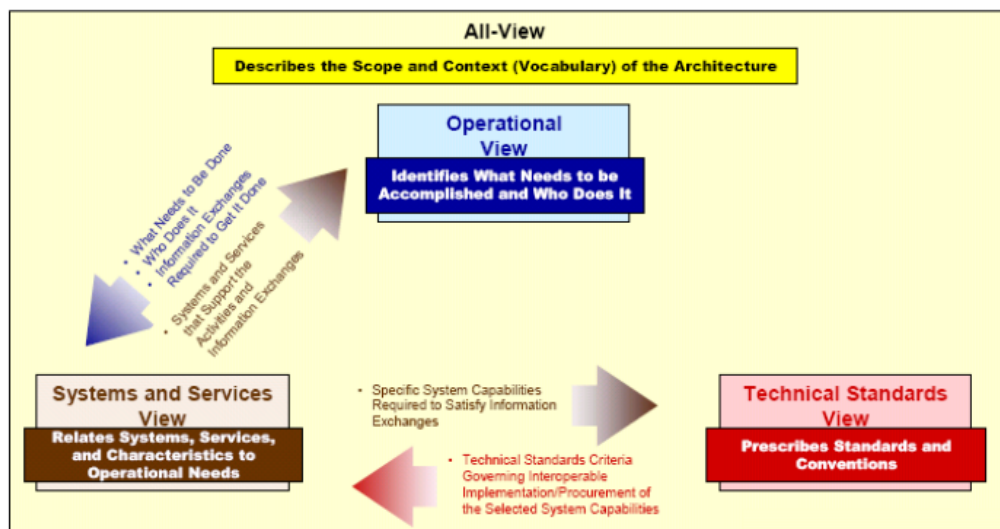 All-View
Describes the Scope and Context (Vocabulary) of the Architecture
Operational
View
Identifies What Needs to be
Accomplished and Who Does It
• What Needs to Be Done
• Who Does It
• Information Exchanges
Required to Get It Done
• Systems and Services
that Support the
Activities and
Information Exchanges
Systems and Services
View
Relates Systems, Services,
and Characteristics to
Operational Needs
• Specific System Capabilities
Required to Satisfy Information
Exchanges
• Technical Standards Criteria
Governing Interoperable
Implementation/Procurement of
the Selected System Capabilities
Technical Standards
View
Prescribes Standards and
Conventions